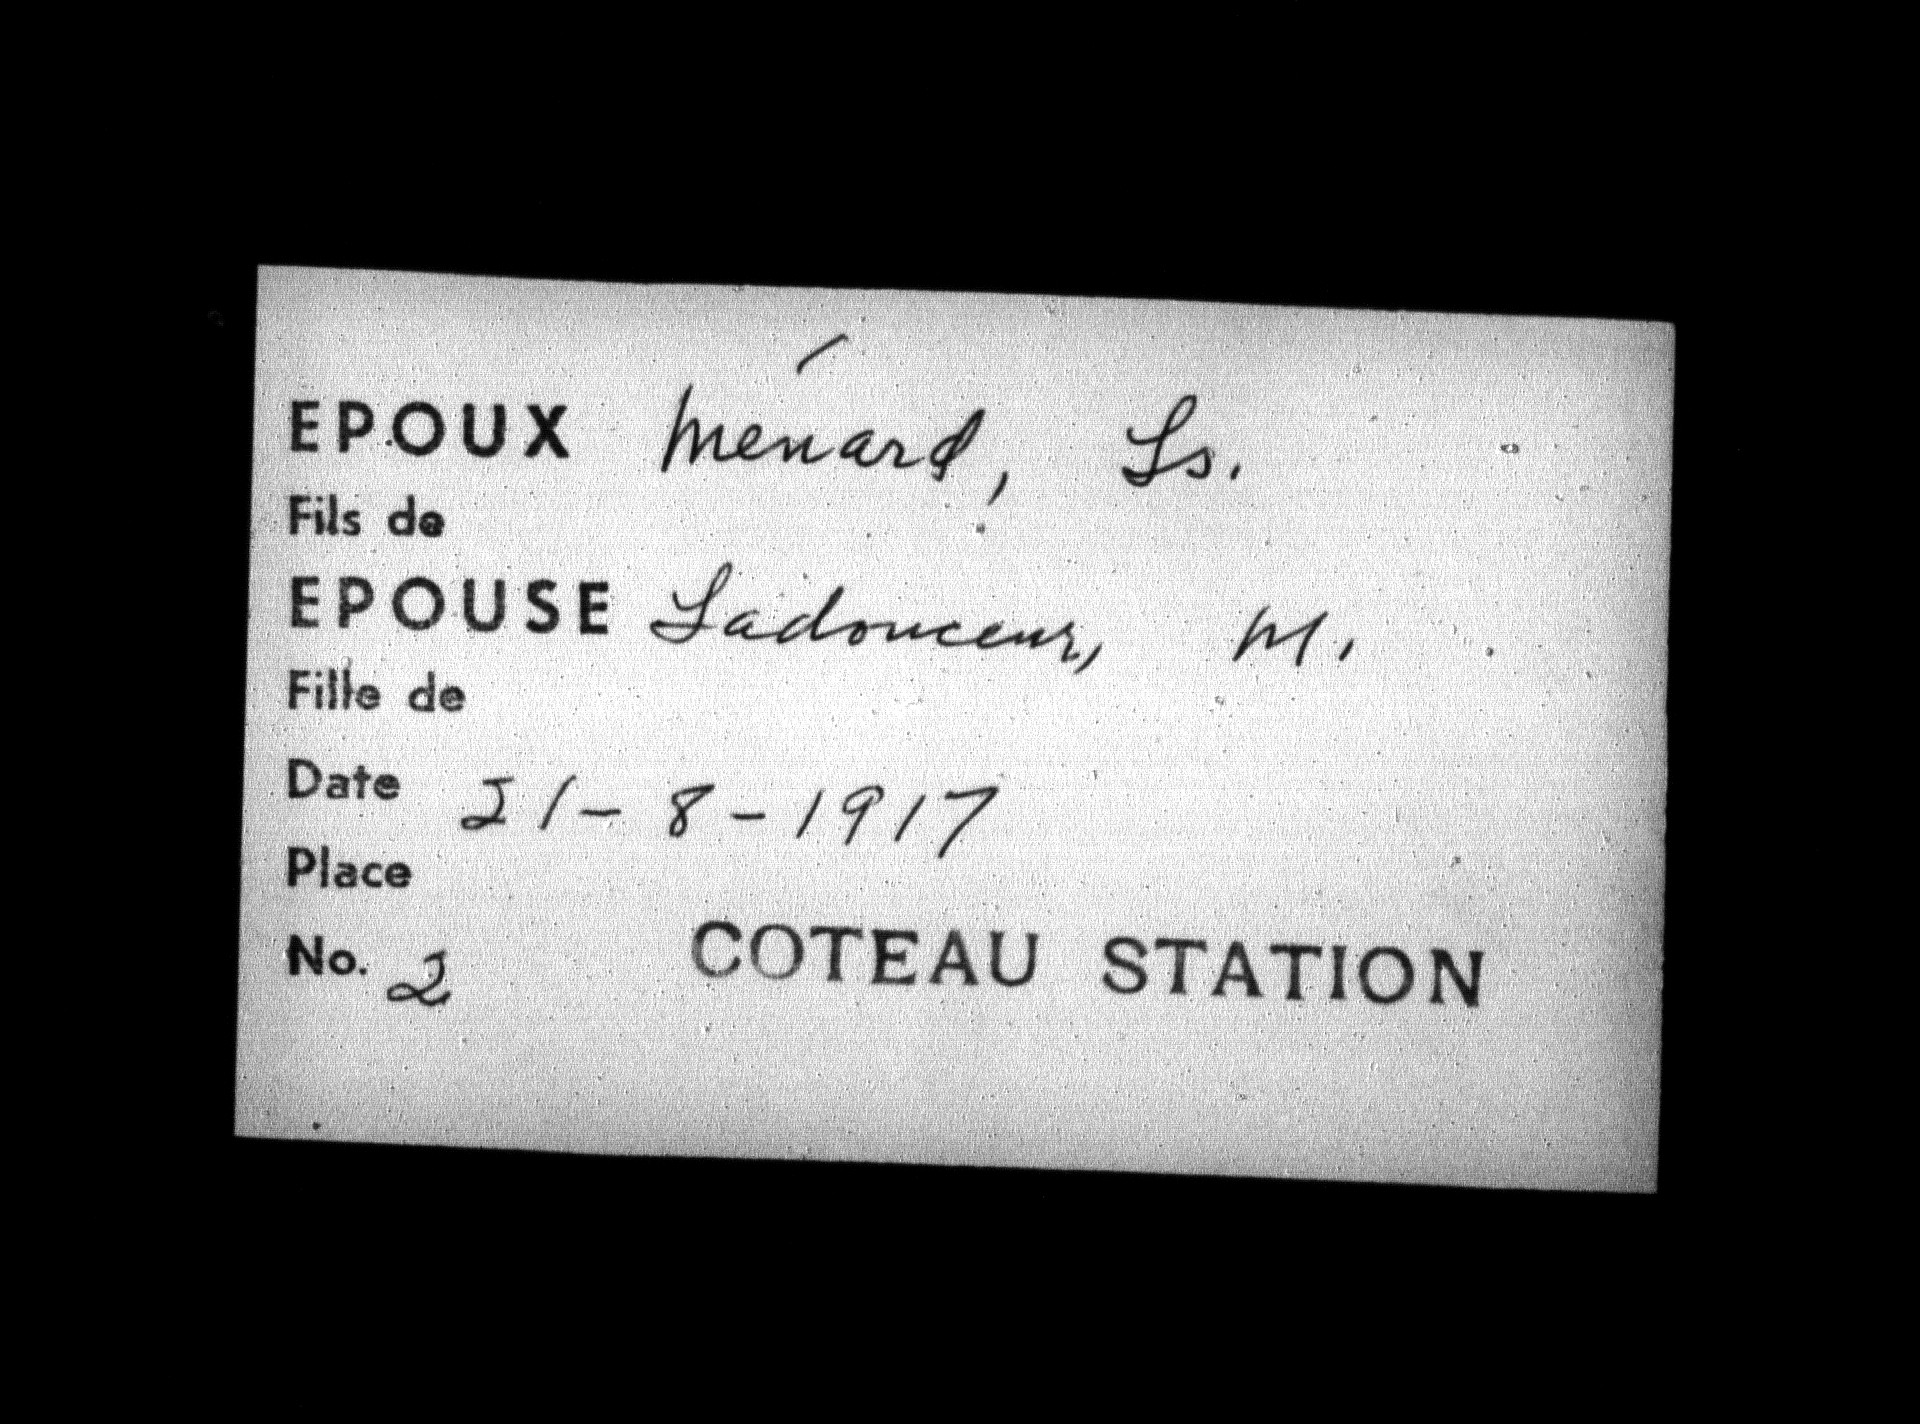 EPOUX Ménard, Ls.
Fils de
EPOUSE Ladouceur, M.
Fille de
Date 21-8-1917
Place
No. 2 COTEAU STATION